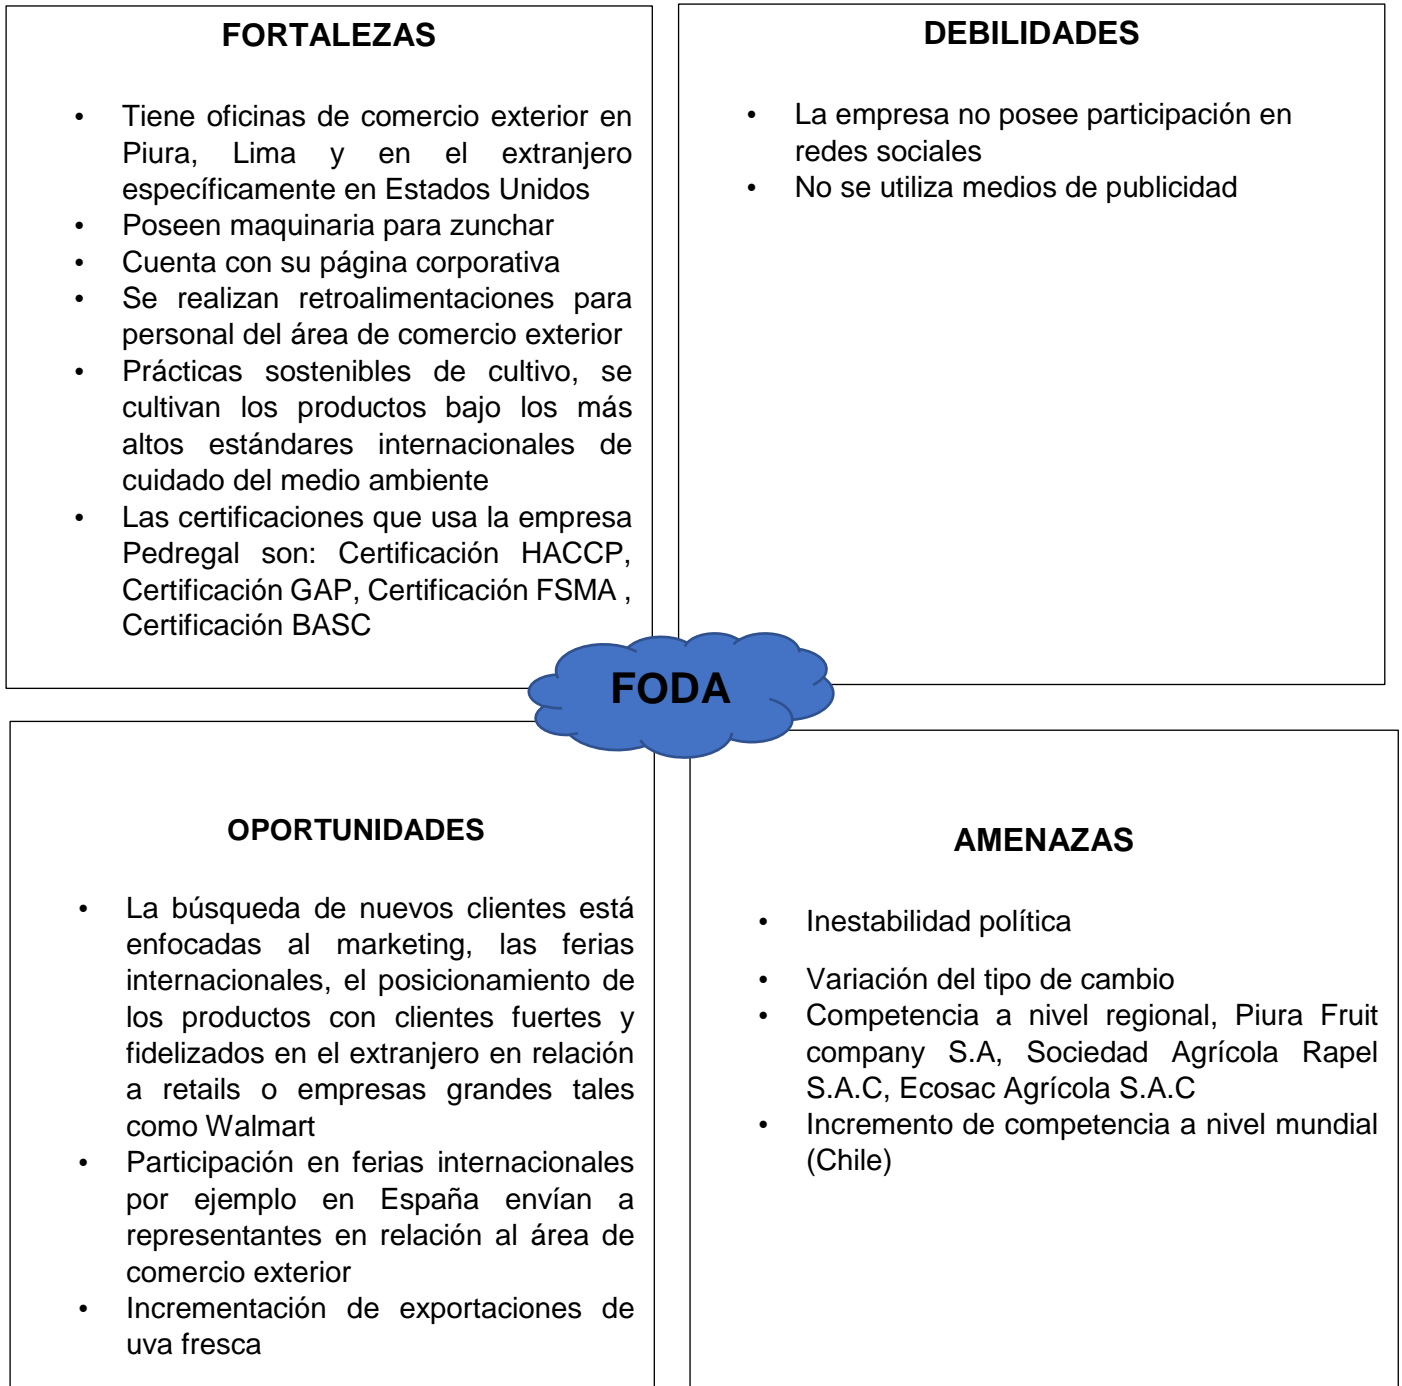 FORTALEZAS
• Tiene oficinas de comercio exterior en
Piura, Lima y en el extranjero
específicamente en Estados Unidos
• Poseen maquinaria para zunchar
• Cuenta con su página corporativa
• Se realizan retroalimentaciones para
personal del área de comercio exterior
• Prácticas sostenibles de cultivo, se
cultivan los productos bajo los más
altos estándares internacionales de
cuidado del medio ambiente
• Las certificaciones que usa la empresa
Pedregal son: Certificación HACCP,
Certificación GAP, Certificación FSMA ,
Certificación BASC
DEBILIDADES
• La empresa no posee participación en
redes sociales
• No se utiliza medios de publicidad
FODA
OPORTUNIDADES
• La búsqueda de nuevos clientes está
enfocadas al marketing, las ferias
internacionales, el posicionamiento de
los productos con clientes fuertes y
fidelizados en el extranjero en relación
a retails o empresas grandes tales
como Walmart
• Participación en ferias internacionales
por ejemplo en España envían a
representantes en relación al área de
comercio exterior
• Incrementación de exportaciones de
uva fresca
AMENAZAS
• Inestabilidad política
• Variación del tipo de cambio
• Competencia a nivel regional, Piura Fruit
company S.A, Sociedad Agrícola Rapel
S.A.C, Ecosac Agrícola S.A.C
• Incremento de competencia a nivel mundial
(Chile)